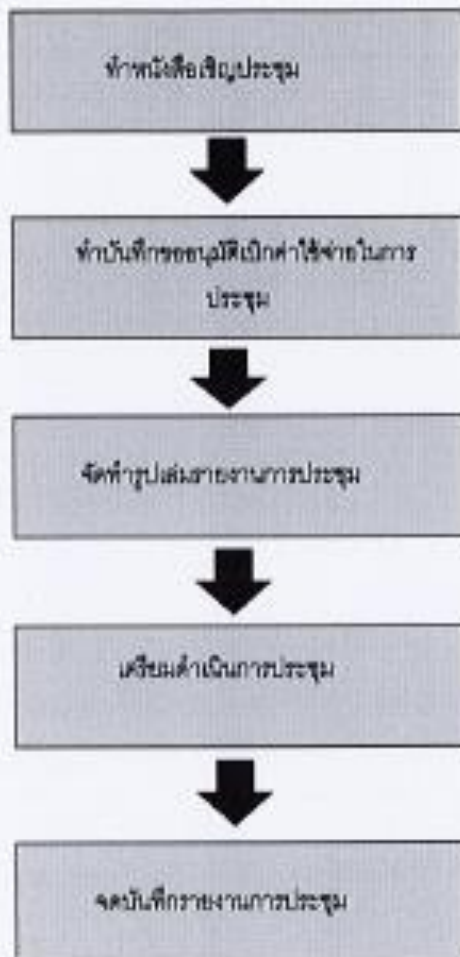 ทำหนังสือเชิญประชุม
ทำบันทึกขออนุมัติเบิกค่าใช้จ่ายในการ
ประชุม
จัดทำรูปเล่มรายงานการประชุม
เตรียมดำเนินการประชุม
จดบันทึกรายงานการประชุม